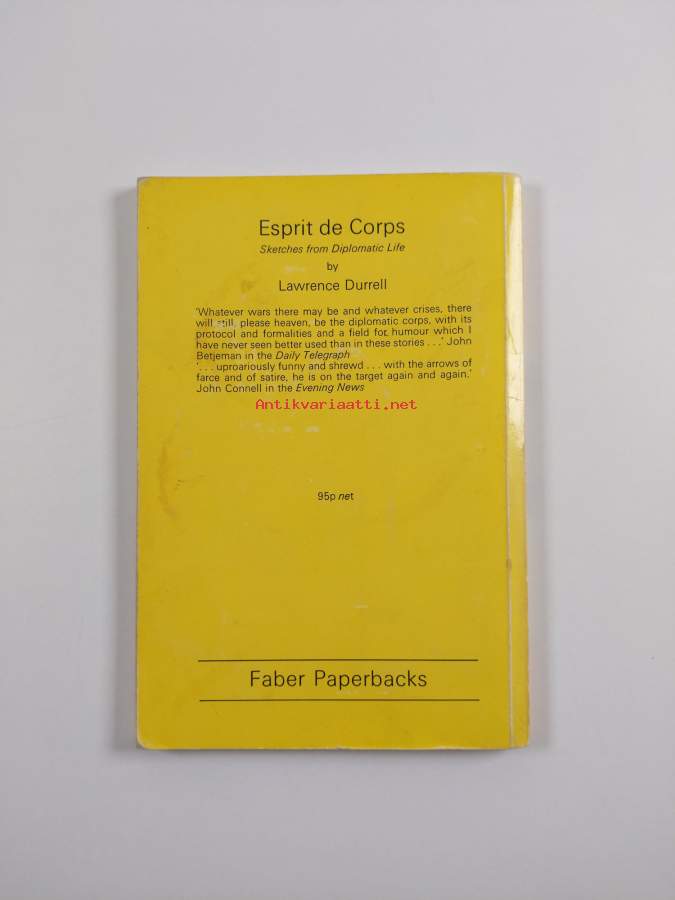 Esprit de Corps
Sketches from Diplomatic Life
by
Lawrence Durrell
'Whatever wars there may be and whatever crises, there
will still, please heaven, be the diplomatic corps, with its
protocol and formalities and a field for humour which I
have never seen better used than in these stories . . .' John
Betjeman in the Daily Telegraph
'. . . uproariously funny and shrewd . . . with the arrows of
farce and of satire, he is on the target again and again.'
John Connell in the Evening News
Antikvariaatti.net
95p net
Faber Paperbacks